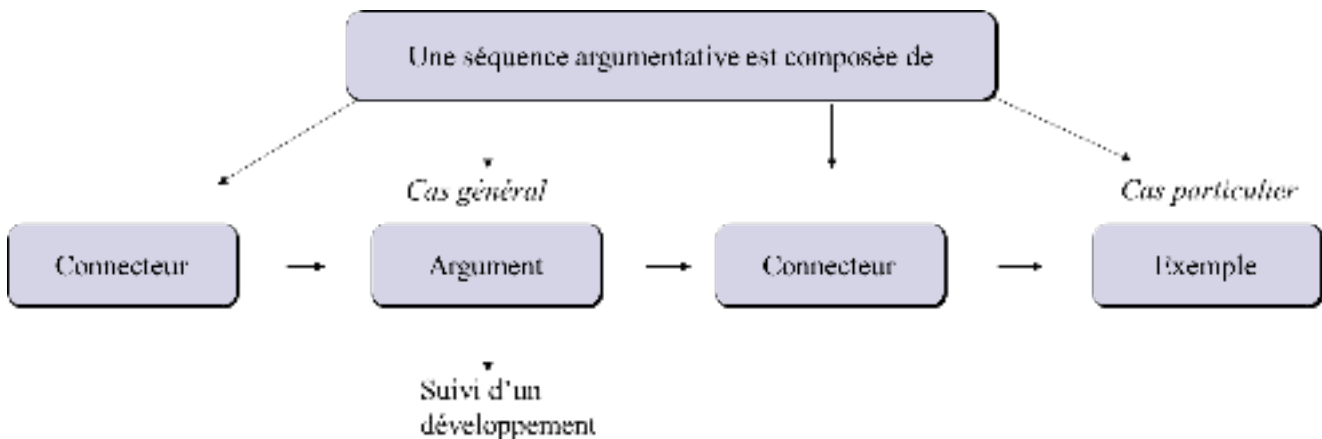 Une séquence argumentative est composée de
Cas général
Cas particulier
Connecteur
Argument
Connecteur
Exemple
Suivi d'un
développement